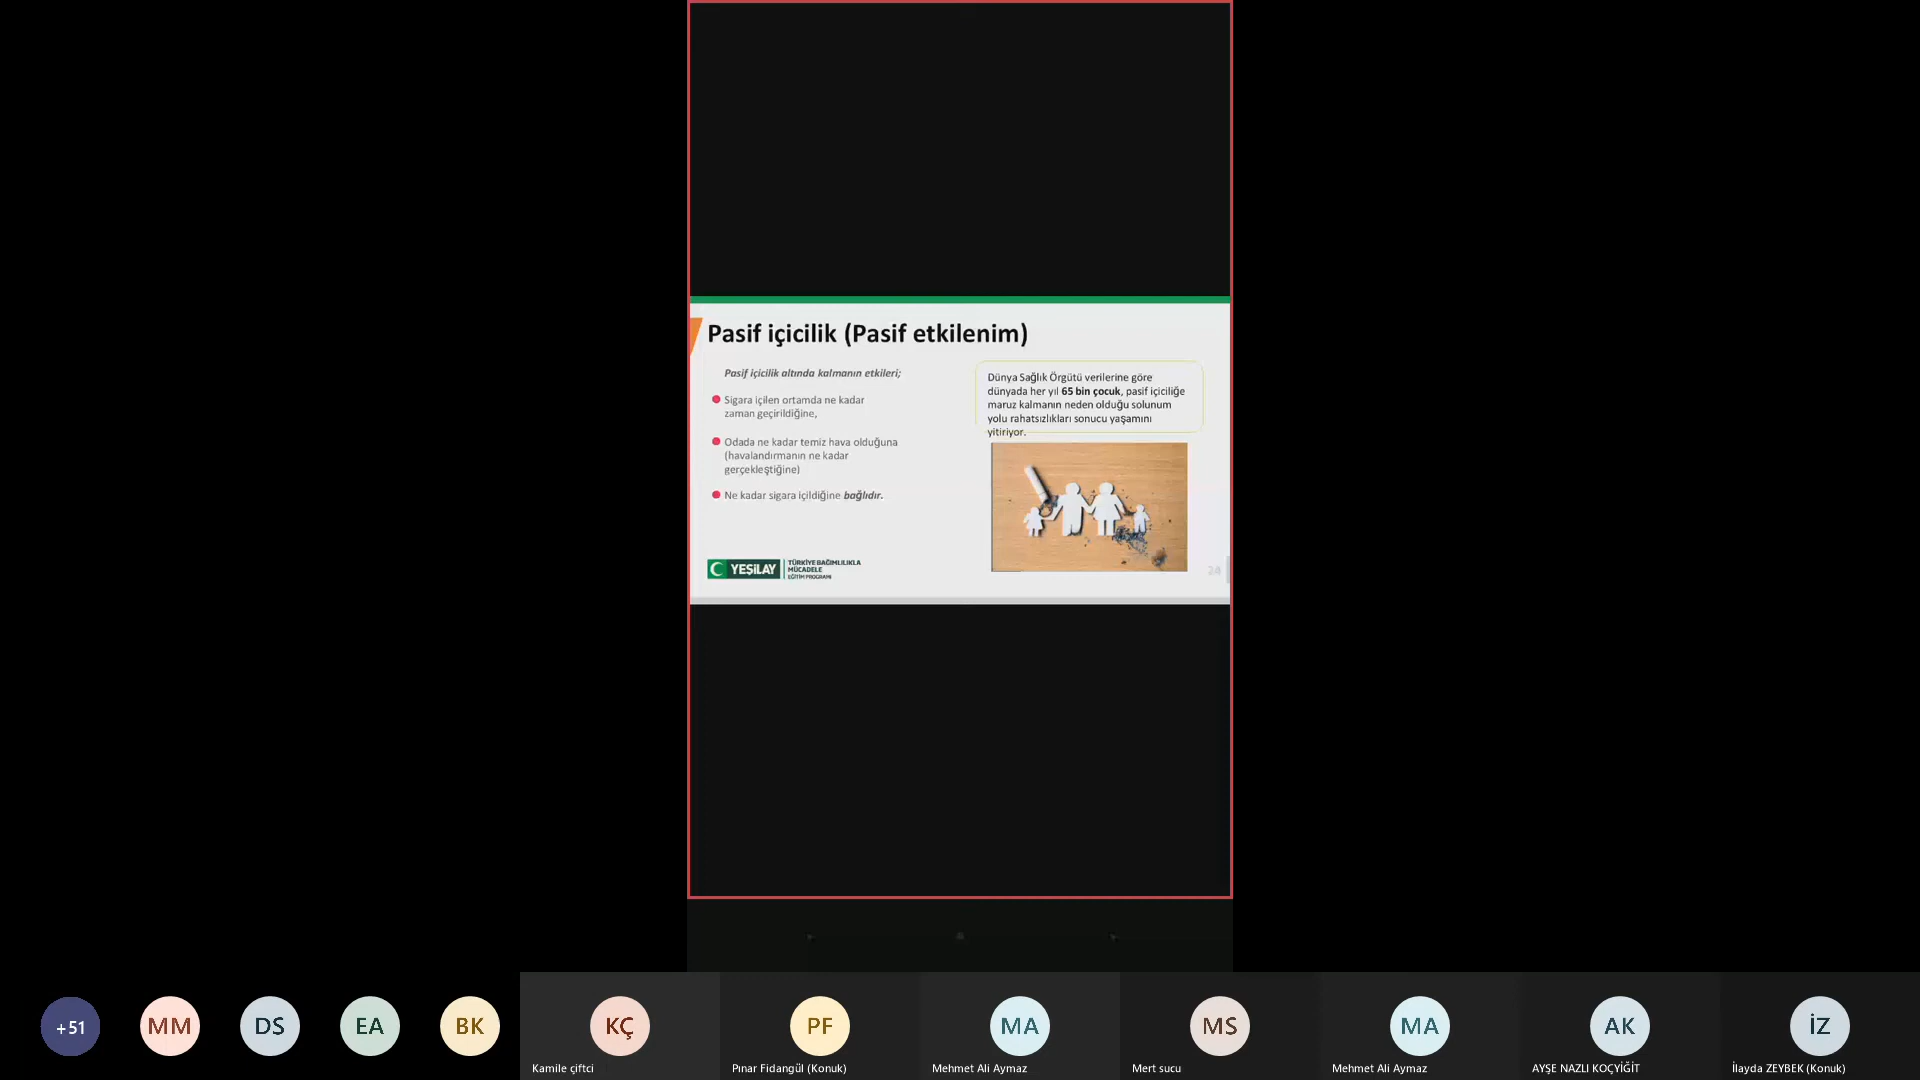 Pasif içicilik (Pasif etkilenim)
Pasif içicilik altında kalmanın etkileri;
Sigara içilen ortamda ne kadar
zaman geçirildiğine,
Odada ne kadar temiz hava olduğuna
(havalandırmanın ne kadar
gerçekleştiğine)
Ne kadar sigara içildiğine bağlıdır.
Dünya Sağlık Örgütü verilerine göre
dünyada her yıl 65 bin çocuk, pasif içiciliğe
maruz kalmanın neden olduğu solunum
yolu rahatsızlıkları sonucu yaşamını
yitiriyor.
YEŞİLAY
TÜRKİYE BAĞIMLILIKLA
MÜCADELE
EĞİTİM PROGRAMI
+51
MM
DS
EA
BK
KÇ
PF
MA
MS
MA
AK
İZ
Kamile çiftci
Pınar Fidangül (Konuk)
Mehmet Ali Aymaz
Mert sucu
Mehmet Ali Aymaz
AYŞE NAZLI KOÇYİĞİT
İlayda ZEYBEK (Konuk)